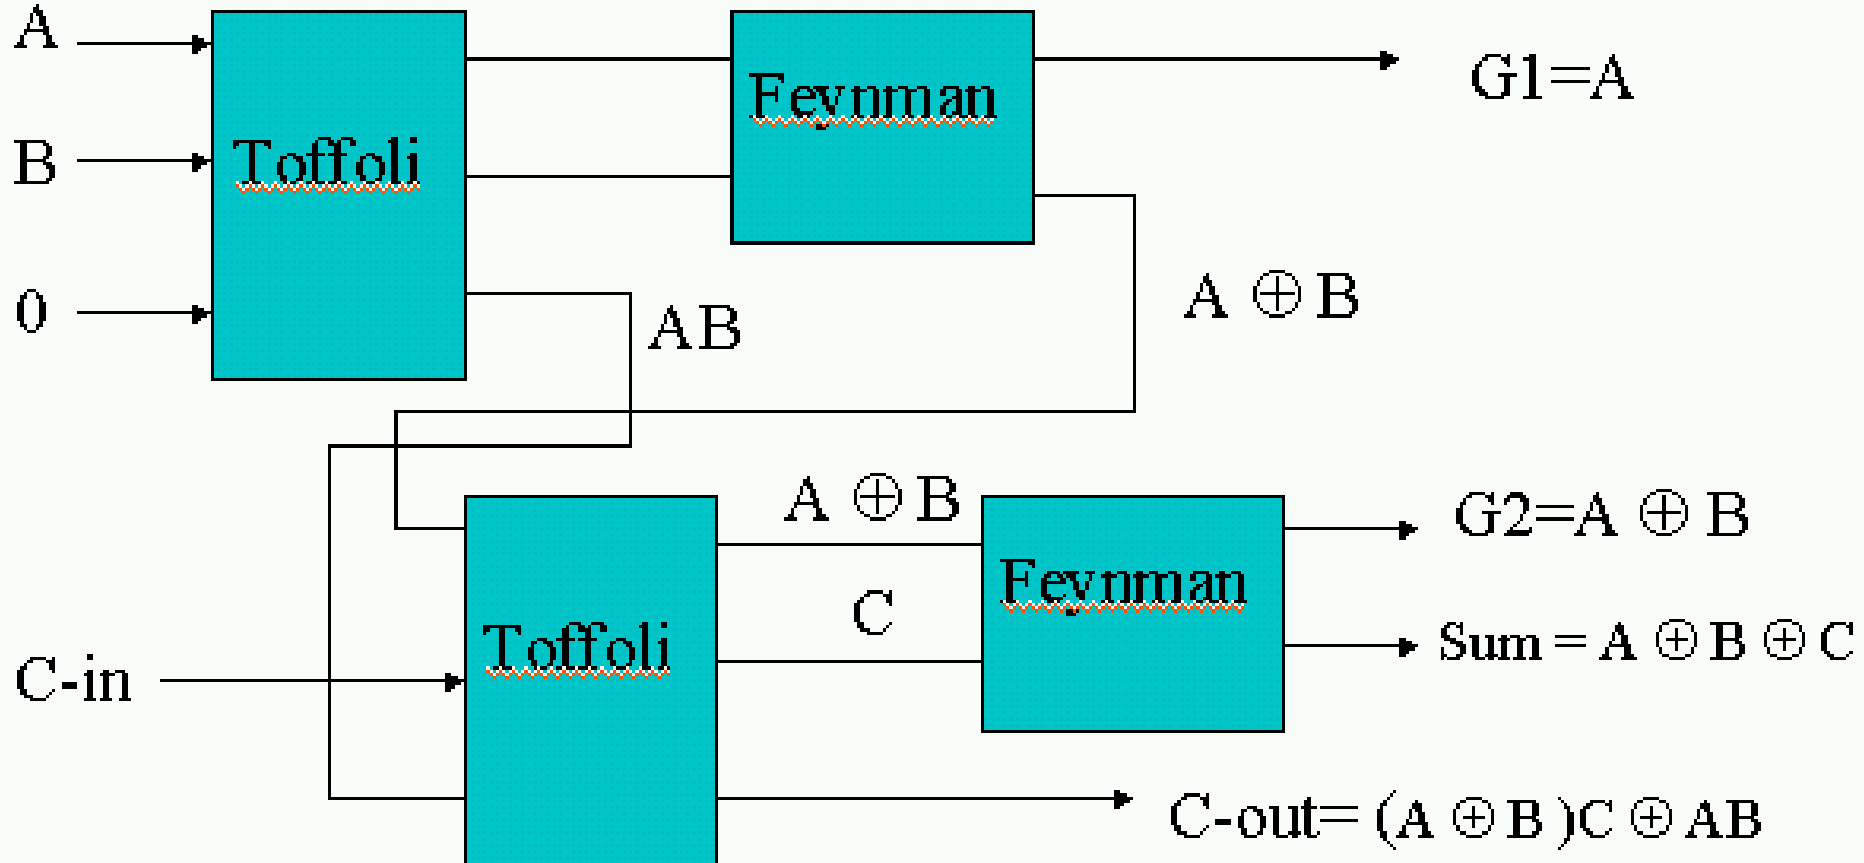 A
Feynman
G1=A
B
Toffoli
0
AB
A ⊕ B
A ⊕ B
G2=A ⊕ B
Feynman
C
Toffoli
Sum = A ⊕ B ⊕ C
C-in
C-out= (A ⊕ B )C ⊕ AB